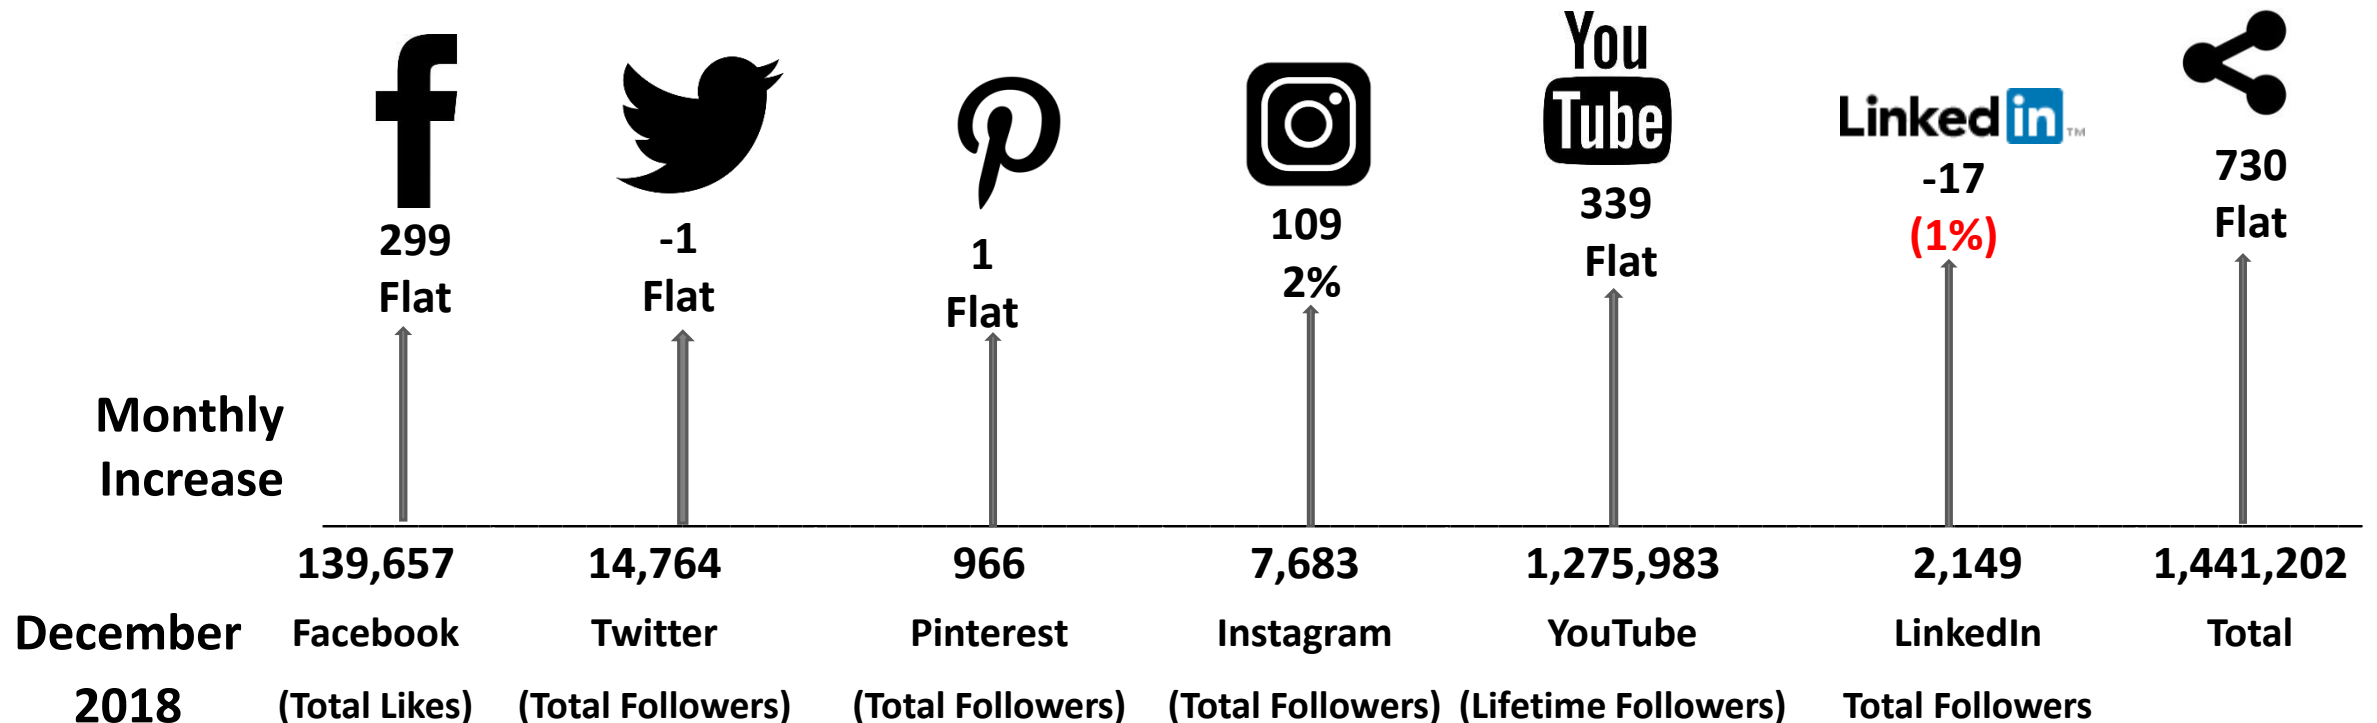 You
Tube
Linked in TM
299
Flat
-1
Flat
1
Flat
109
2%
339
Flat
-17
(1%)
730
Flat
Monthly
Increase
139,657 14,764 966 7,683 1,275,983 2,149 1,441,202
December Facebook Twitter Pinterest Instagram YouTube LinkedIn Total
2018 (Total Likes) (Total Followers) (Total Followers) (Total Followers) (Lifetime Followers) Total Followers